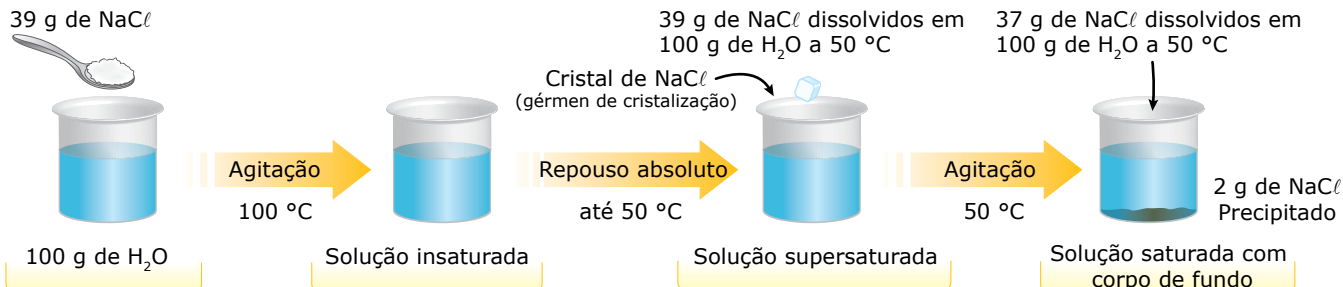 39 g de NaCℓ
100 g de H₂O
Agitação
100 °C
Solução insaturada
Repouso absoluto
até 50 °C
39 g de NaCℓ dissolvidos em
100 g de H₂O a 50 °C
Cristal de NaCℓ
(gérmen de cristalização)
Solução supersaturada
Agitação
50 °C
37 g de NaCℓ dissolvidos em
100 g de H₂O a 50 °C
2 g de NaCℓ
Precipitado
Solução saturada com
corpo de fundo